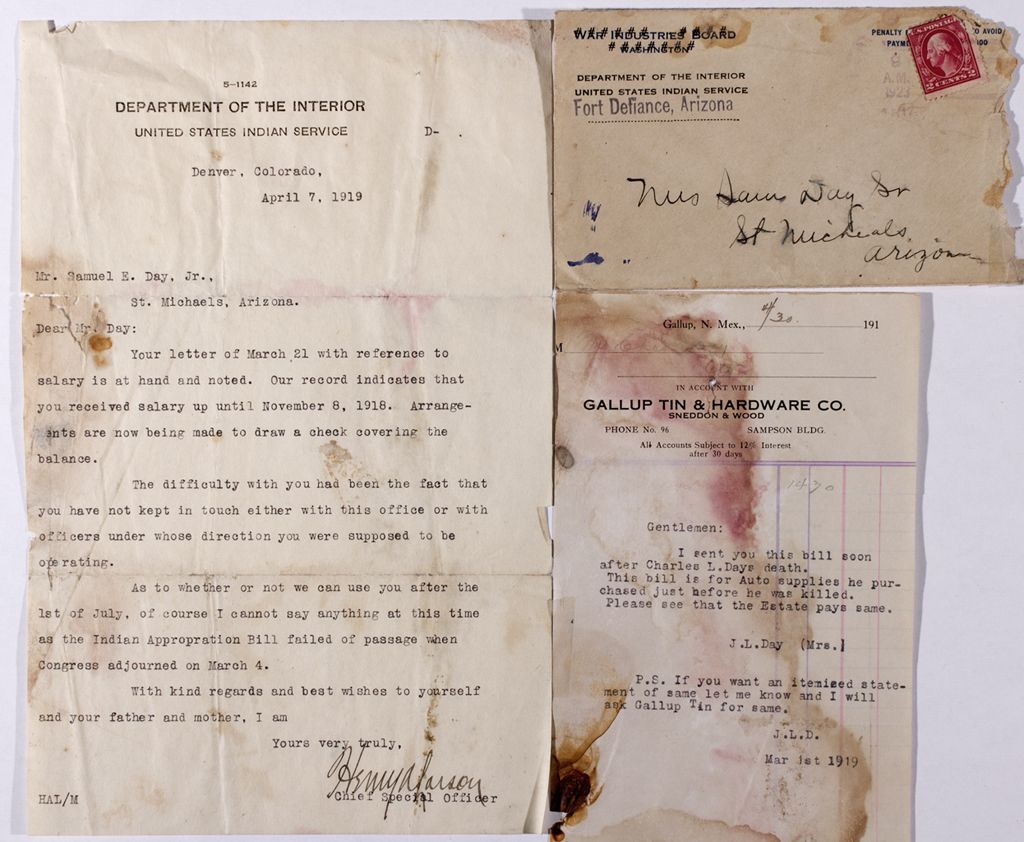 5-1142
DEPARTMENT OF THE INTERIOR
UNITED STATES INDIAN SERVICE
D- .
Denver, Colorado,
April 7, 1919
Mr. Samuel E. Day, Jr.,
St. Michaels, Arizona.
Dear Mr. Day:
Your letter of March 21 with reference to
salary is at hand and noted. Our record indicates that
you received salary up until November 8, 1918. Arrange-
ents are now being made to draw a check covering the
balance.
The difficulty with you had been the fact that
you have not kept in touch either with this office or with
officers under whose direction you were supposed to be
operating.
As to whether or not we can use you after the
1st of July, of course I cannot say anything at this time
as the Indian Appropration Bill failed of passage when
Congress adjourned on March 4.
With kind regards and best wishes to yourself
and your father and mother, I am
Yours very truly,
Henry A Larson
Chief Special Officer
HAL/M
WAR INDUSTRIES BOARD
WASHINGTON
DEPARTMENT OF THE INTERIOR
UNITED STATES INDIAN SERVICE
Fort Defiance, Arizona
PENALTY
O AVOID
PAYM
00
U.S. POSTAGE
2 CENTS 2
A.M.
1923
Mrs Sam Day Sr
St Micheals
Arizona
Gallup, N. Mex., 4/30. 191
M
IN ACCOUNT WITH
GALLUP TIN & HARDWARE CO.
SNEDDON & WOOD
PHONE No. 96 SAMPSON BLDG.
All Accounts Subject to 12% Interest
after 30 days
Gentlemen:
I sent you this bill soon
after Charles L.Days death.
This bill is for Auto supplies he pur-
chased just before he was killed.
Please see that the Estate pays same.
J.L.Day (Mrs.)
P.S. If you want an itemized state-
ment of same let me know and I will
ask Gallup Tin for same.
J.L.D.
Mar 1st 1919